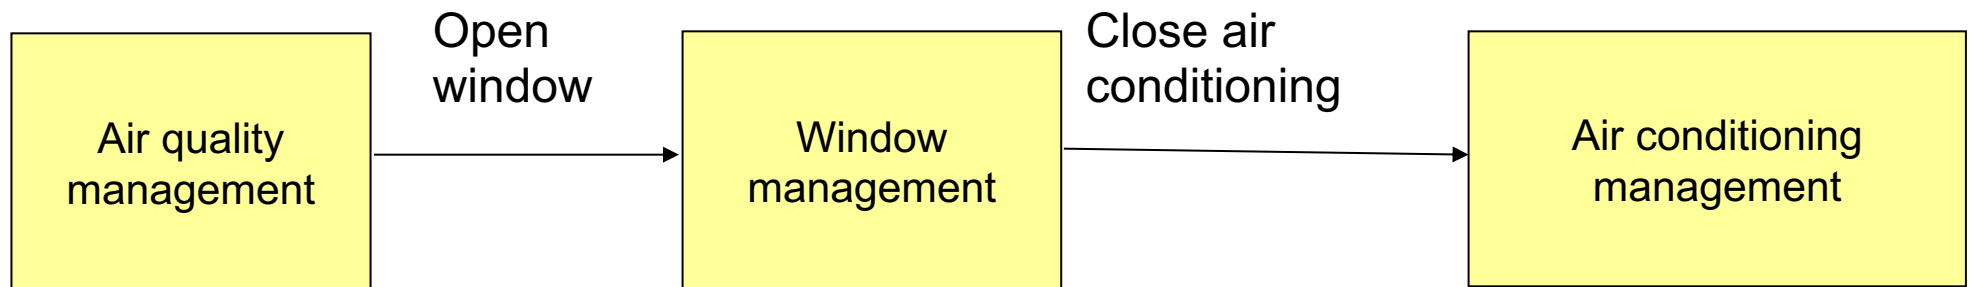 Air quality
management
Open
window
Window
management
Close air
conditioning
Air conditioning
management